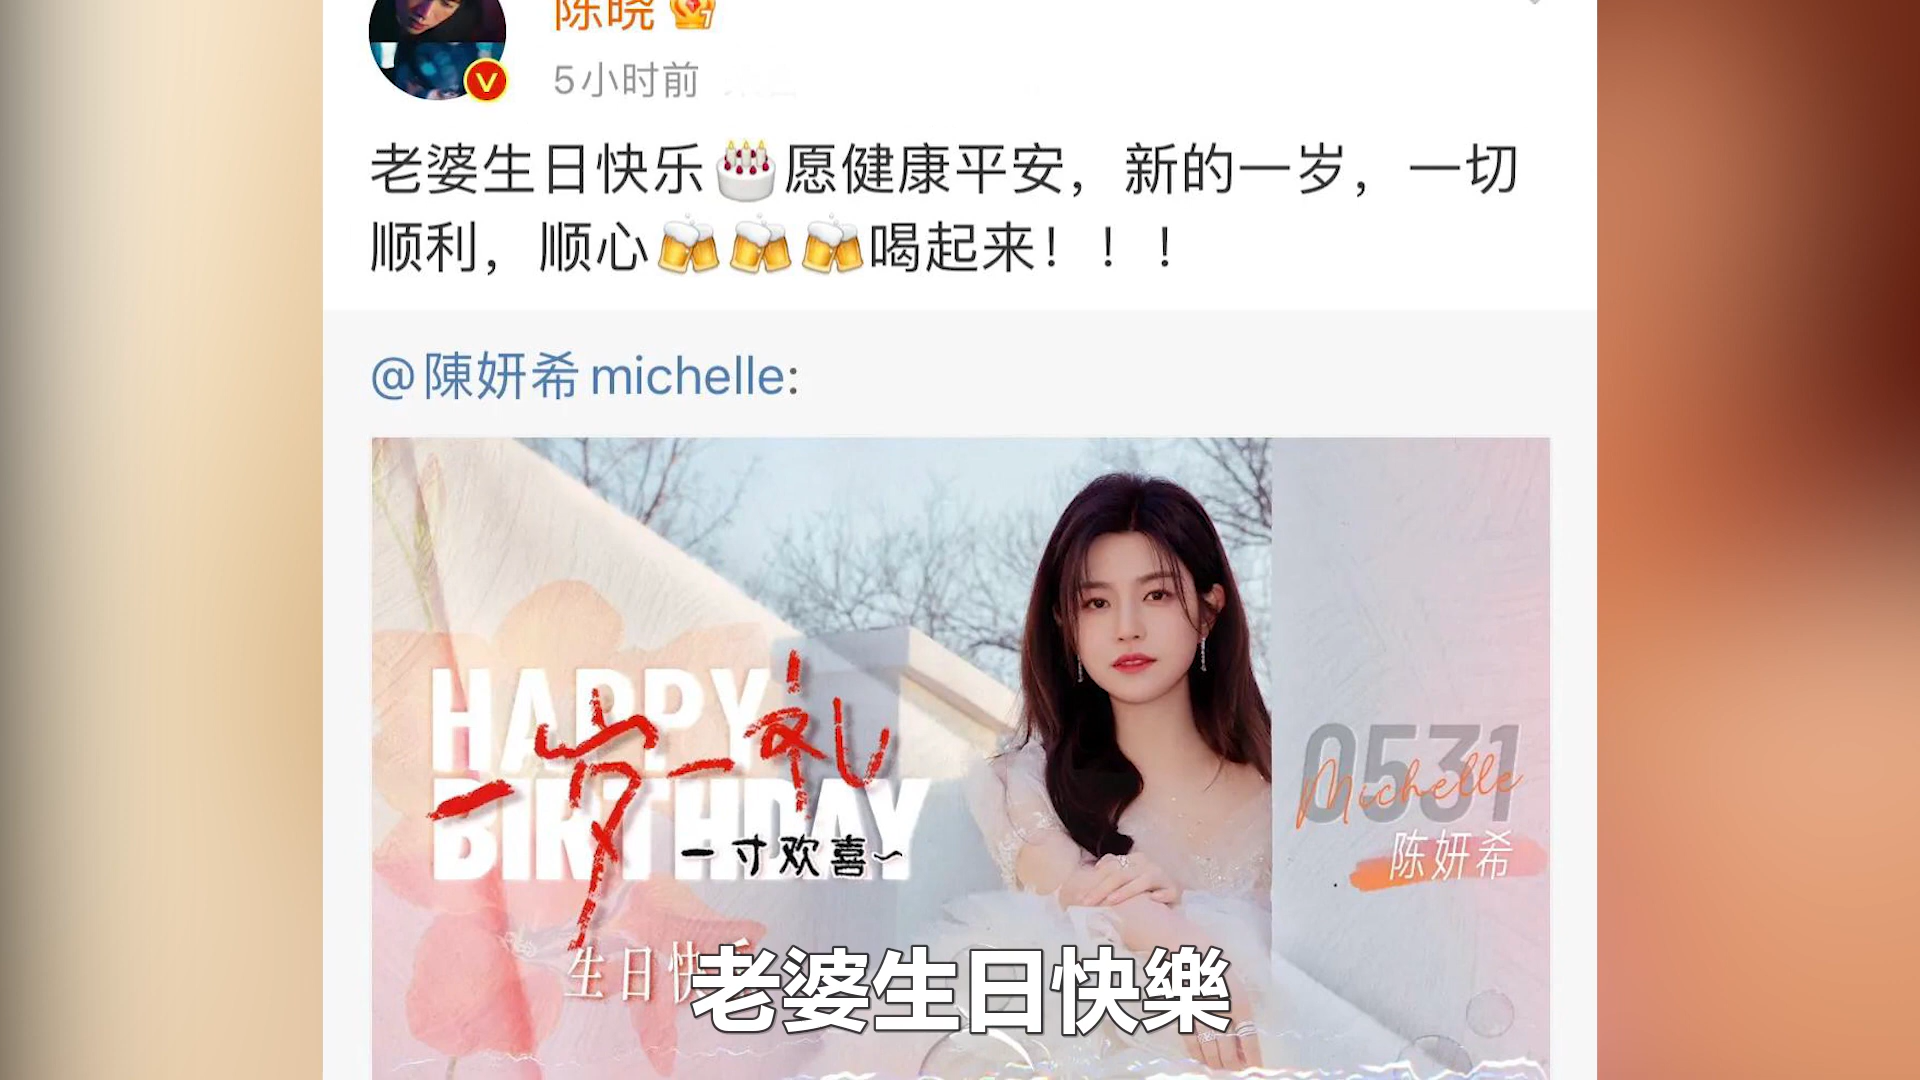 陈晓
5小时前
老婆生日快乐🎂愿健康平安，新的一岁，一切
顺利，顺心🍻🍻🍻喝起来！！！
@陳妍希michelle:
HAPPY
BIRTHDAY
一岁一礼
一寸欢喜~
0531
Michelle
陈妍希
生日快乐
老婆生日快樂